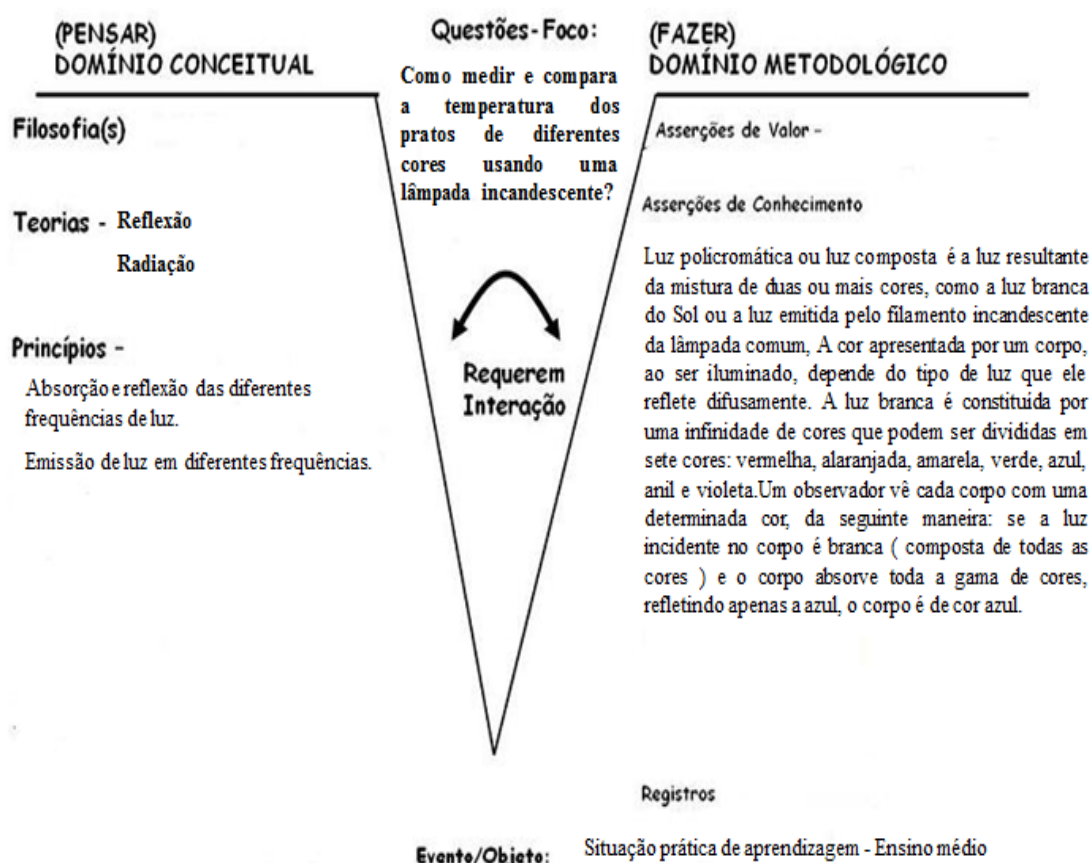 (PENSAR)
DOMÍNIO CONCEITUAL
Filosofia(s)
Teorias - Reflexão
Radiação
Princípios -
Absorção e reflexão das diferentes
frequências de luz.
Emissão de luz em diferentes frequências.
Questões-Foco:
Como medir e compara
a temperatura dos
pratos de diferentes
cores usando uma
lâmpada incandescente?
Requerem
Interação
(FAZER)
DOMÍNIO METODOLÓGICO
Asserções de Valor -
Asserções de Conhecimento
Luz policromática ou luz composta é a luz resultante
da mistura de duas ou mais cores, como a luz branca
do Sol ou a luz emitida pelo filamento incandescente
da lâmpada comum, A cor apresentada por um corpo,
ao ser iluminado, depende do tipo de luz que ele
reflete difusamente. A luz branca é constituída por
uma infinidade de cores que podem ser divididas em
sete cores: vermelha, alaranjada, amarela, verde, azul,
anil e violeta.Um observador vê cada corpo com uma
determinada cor, da seguinte maneira: se a luz
incidente no corpo é branca ( composta de todas as
cores ) e o corpo absorve toda a gama de cores,
refletindo apenas a azul, o corpo é de cor azul.
Registros
Evento/Objeto: Situação prática de aprendizagem - Ensino médio